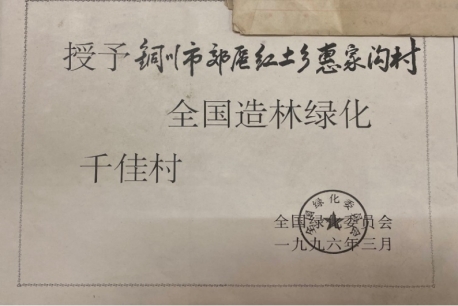 授予铜川市郊区红土乡惠家沟村
全国造林绿化
千佳村
全国绿化委员会
一九九六年三月